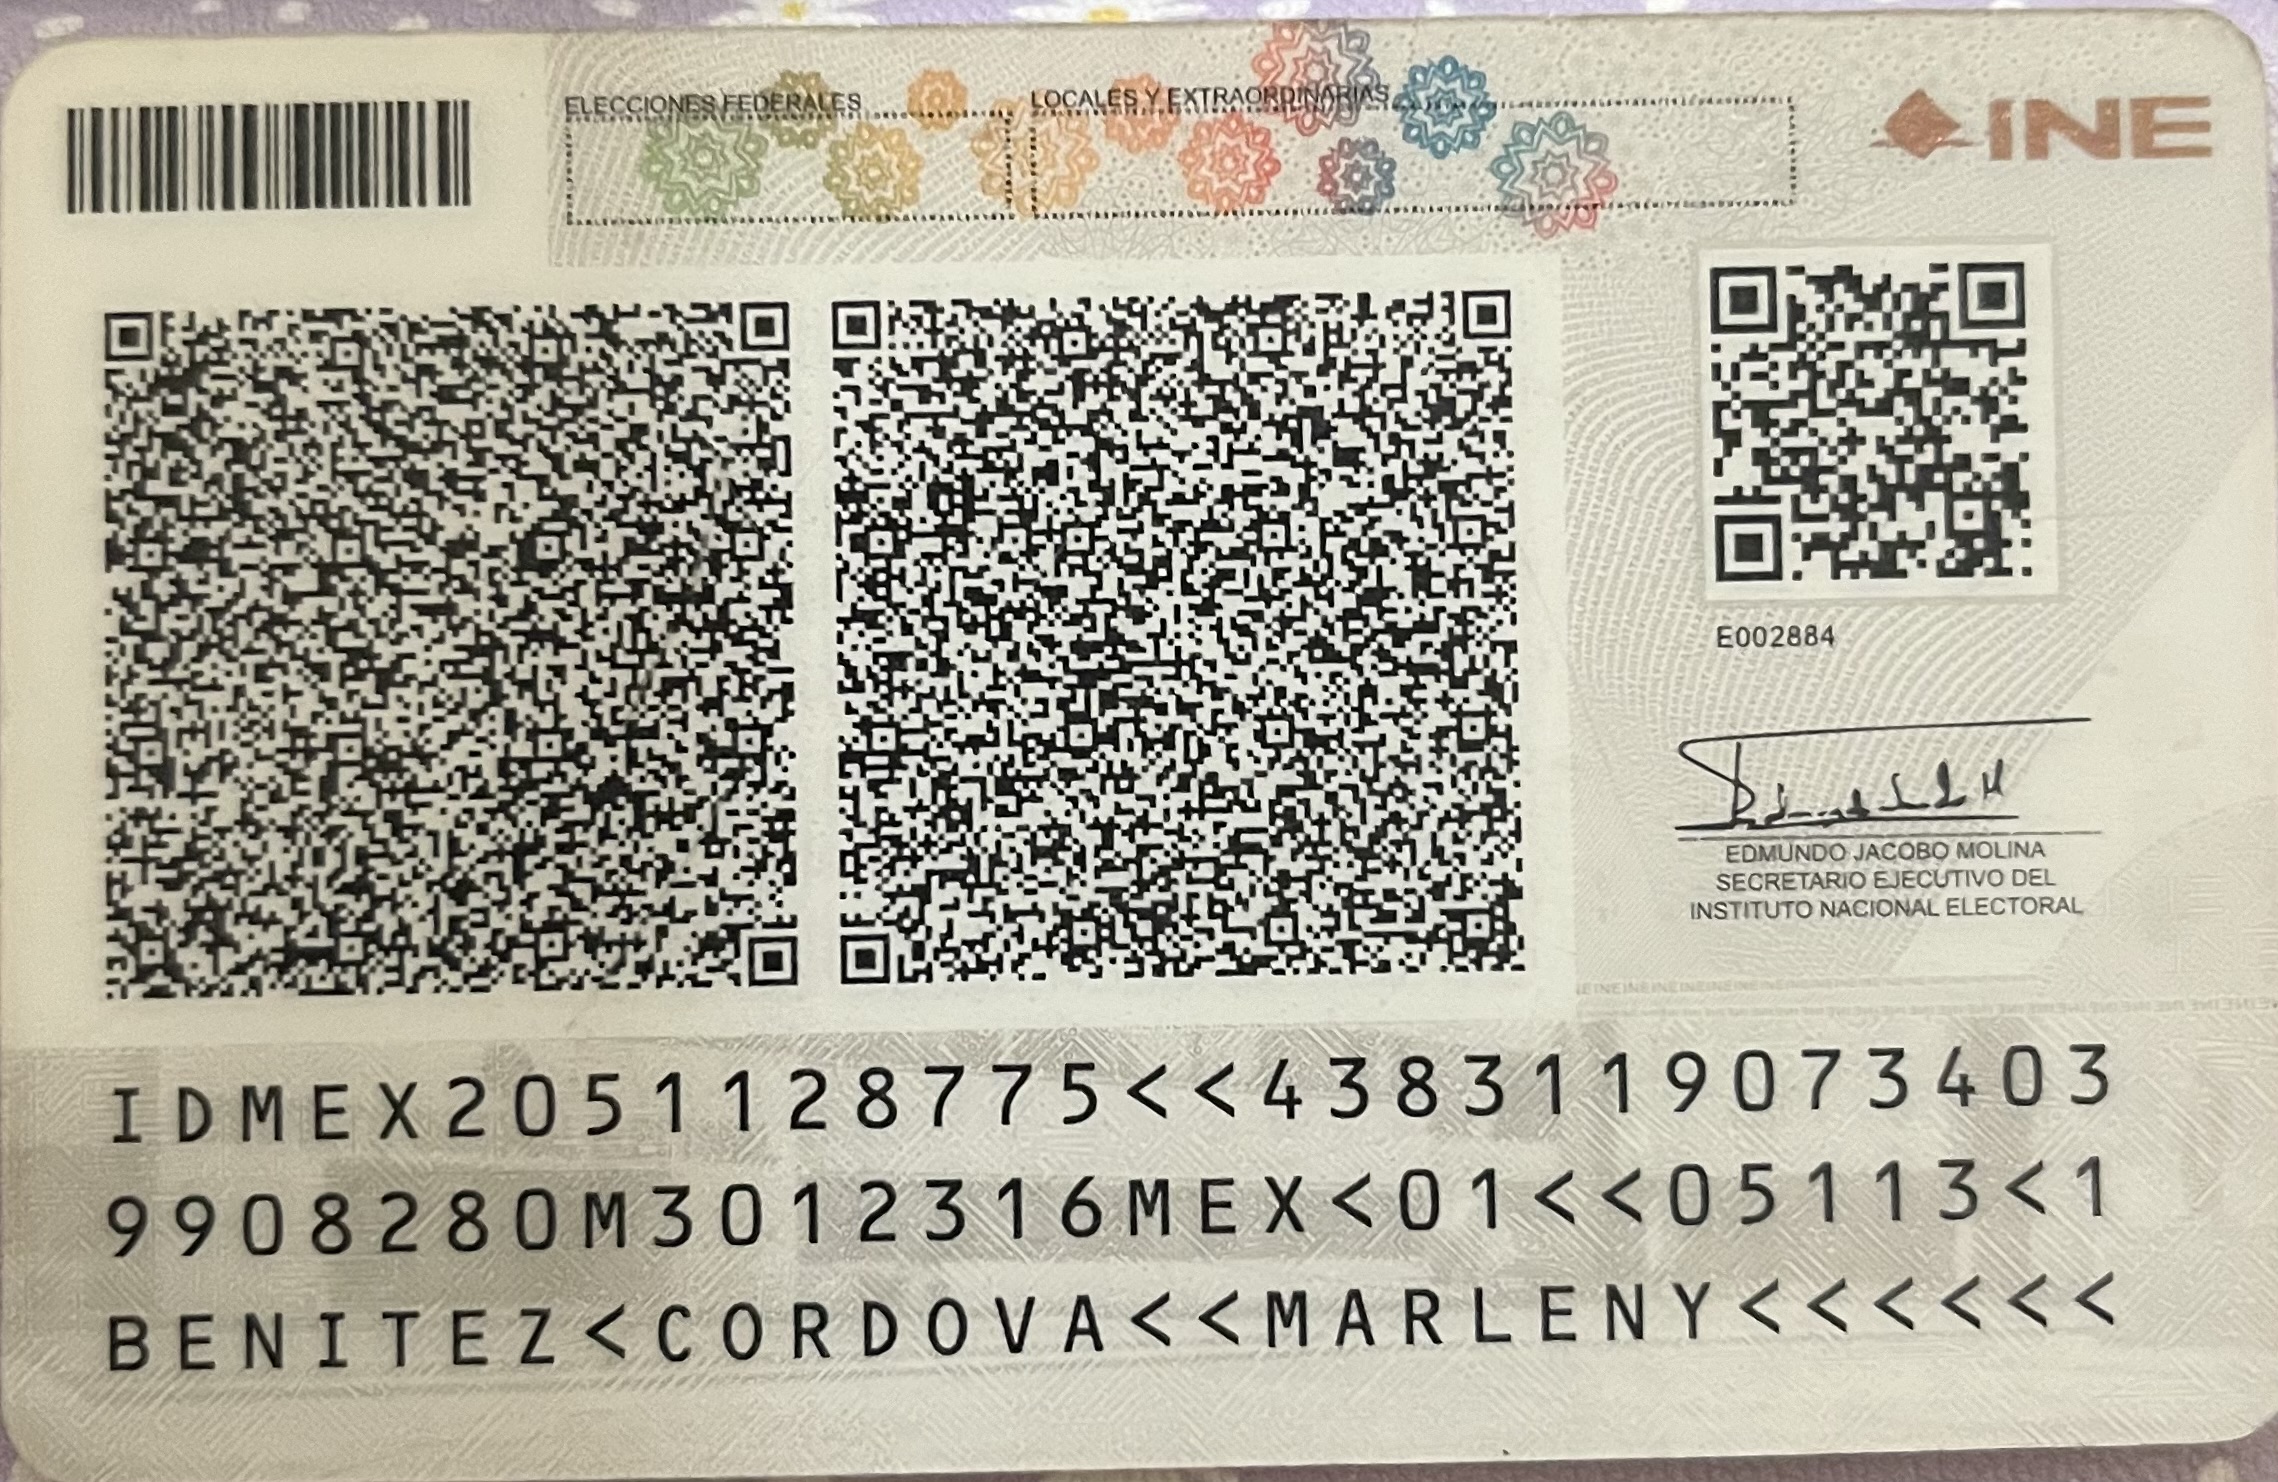 ELECCIONES FEDERALES
LOCALES Y EXTRAORDINARIAS
INE
E002884
EDMUNDO JACOBO MOLINA
SECRETARIO EJECUTIVO DEL
INSTITUTO NACIONAL ELECTORAL
IDMEX2051128775<<4383119073403
9908280M3012316MEX<01<<05113<1
BENITEZ<CORDOVA<<MARLENY<<<<<<